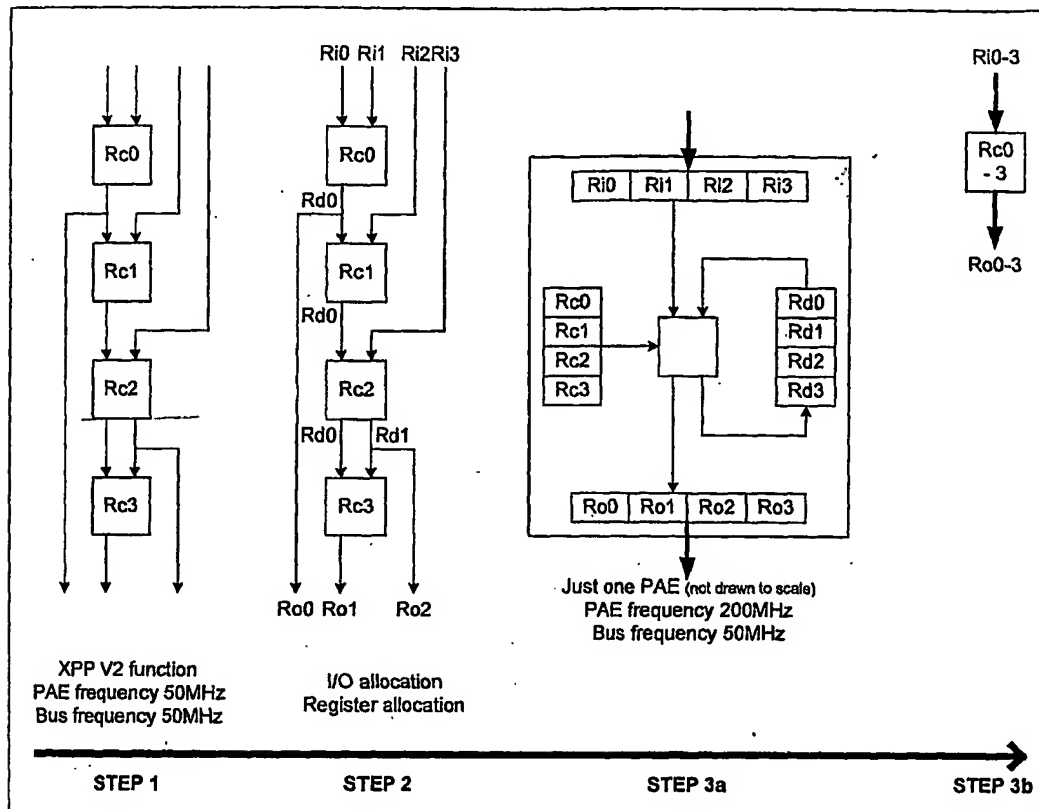 Rc0
Rc1
Rc2
Rc3
XPP V2 function
PAE frequency 50MHz
Bus frequency 50MHz
STEP 1
Ri0 Ri1 Ri2Ri3
Rc0
Rd0
Rc1
Rd0
Rc2
Rd0 Rd1
Rc3
Ro0 Ro1 Ro2
I/O allocation
Register allocation
STEP 2
Ri0 Ri1 Ri2 Ri3
Rc0
Rc1
Rc2
Rc3
Rd0
Rd1
Rd2
Rd3
Ro0 Ro1 Ro2 Ro3
Just one PAE (not drawn to scale)
PAE frequency 200MHz
Bus frequency 50MHz
STEP 3a
Ri0-3
Rc0
- 3
Ro0-3
STEP 3b